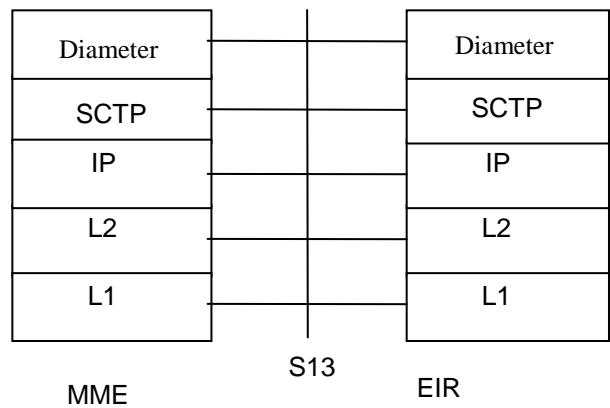 Diameter Diameter
SCTP SCTP
IP IP
L2 L2
L1 L1
S13
MME EIR